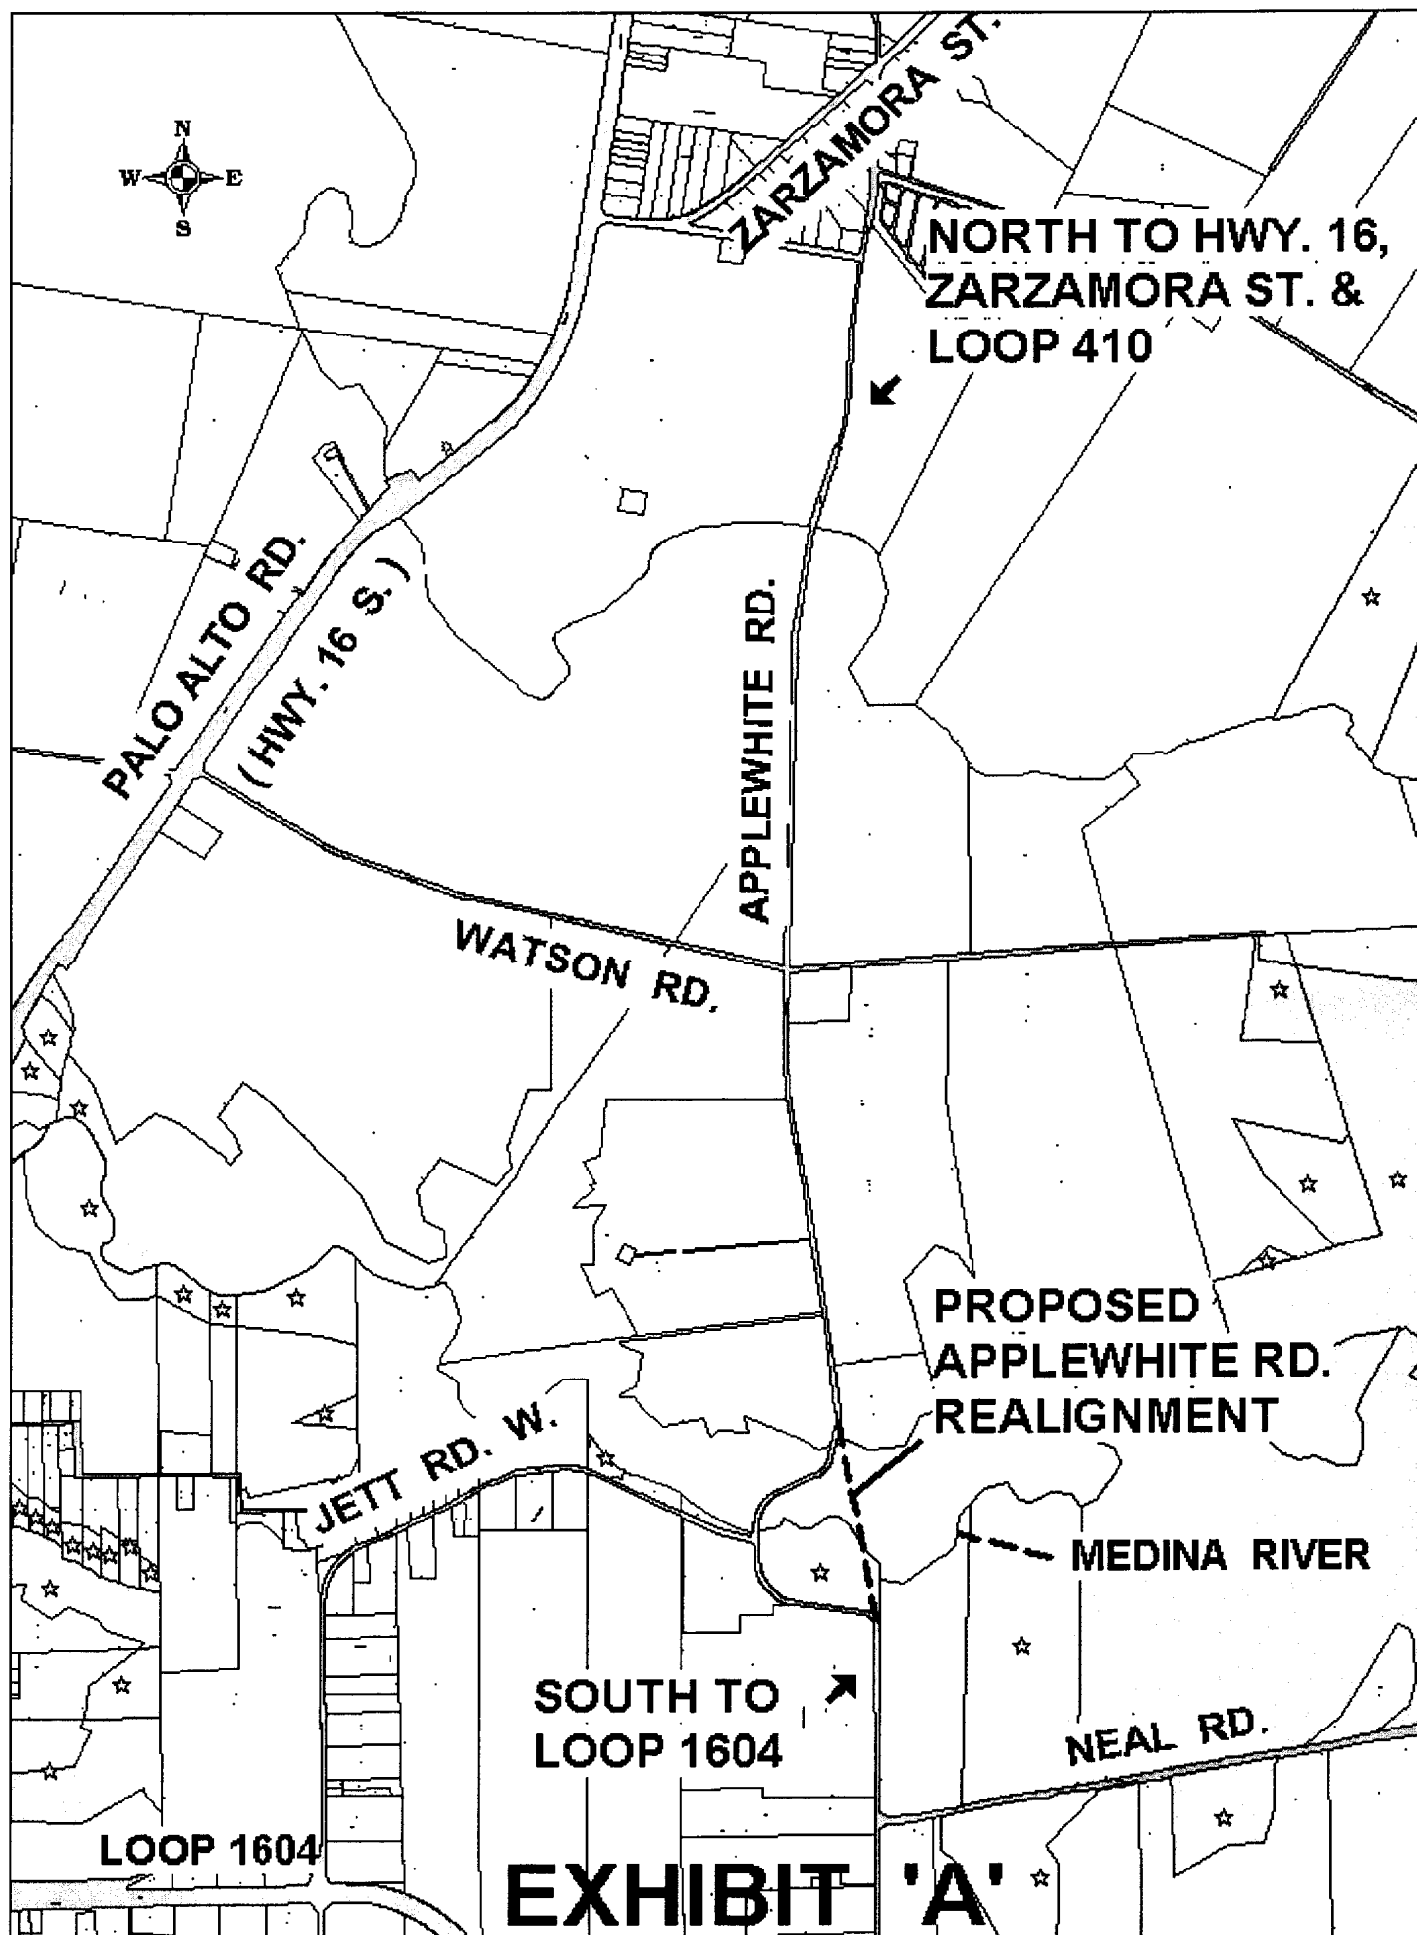 ZARZAMORA ST.
N
W E
S
NORTH TO HWY. 16,
ZARZAMORA ST. &
LOOP 410
PALO ALTO RD.
(HWY. 16 S.)
APPLEWHITE RD.
WATSON RD.
PROPOSED
APPLEWHITE RD.
REALIGNMENT
JETT RD. W.
MEDINA RIVER
SOUTH TO
LOOP 1604
NEAL RD.
LOOP 1604
EXHIBIT 'A'